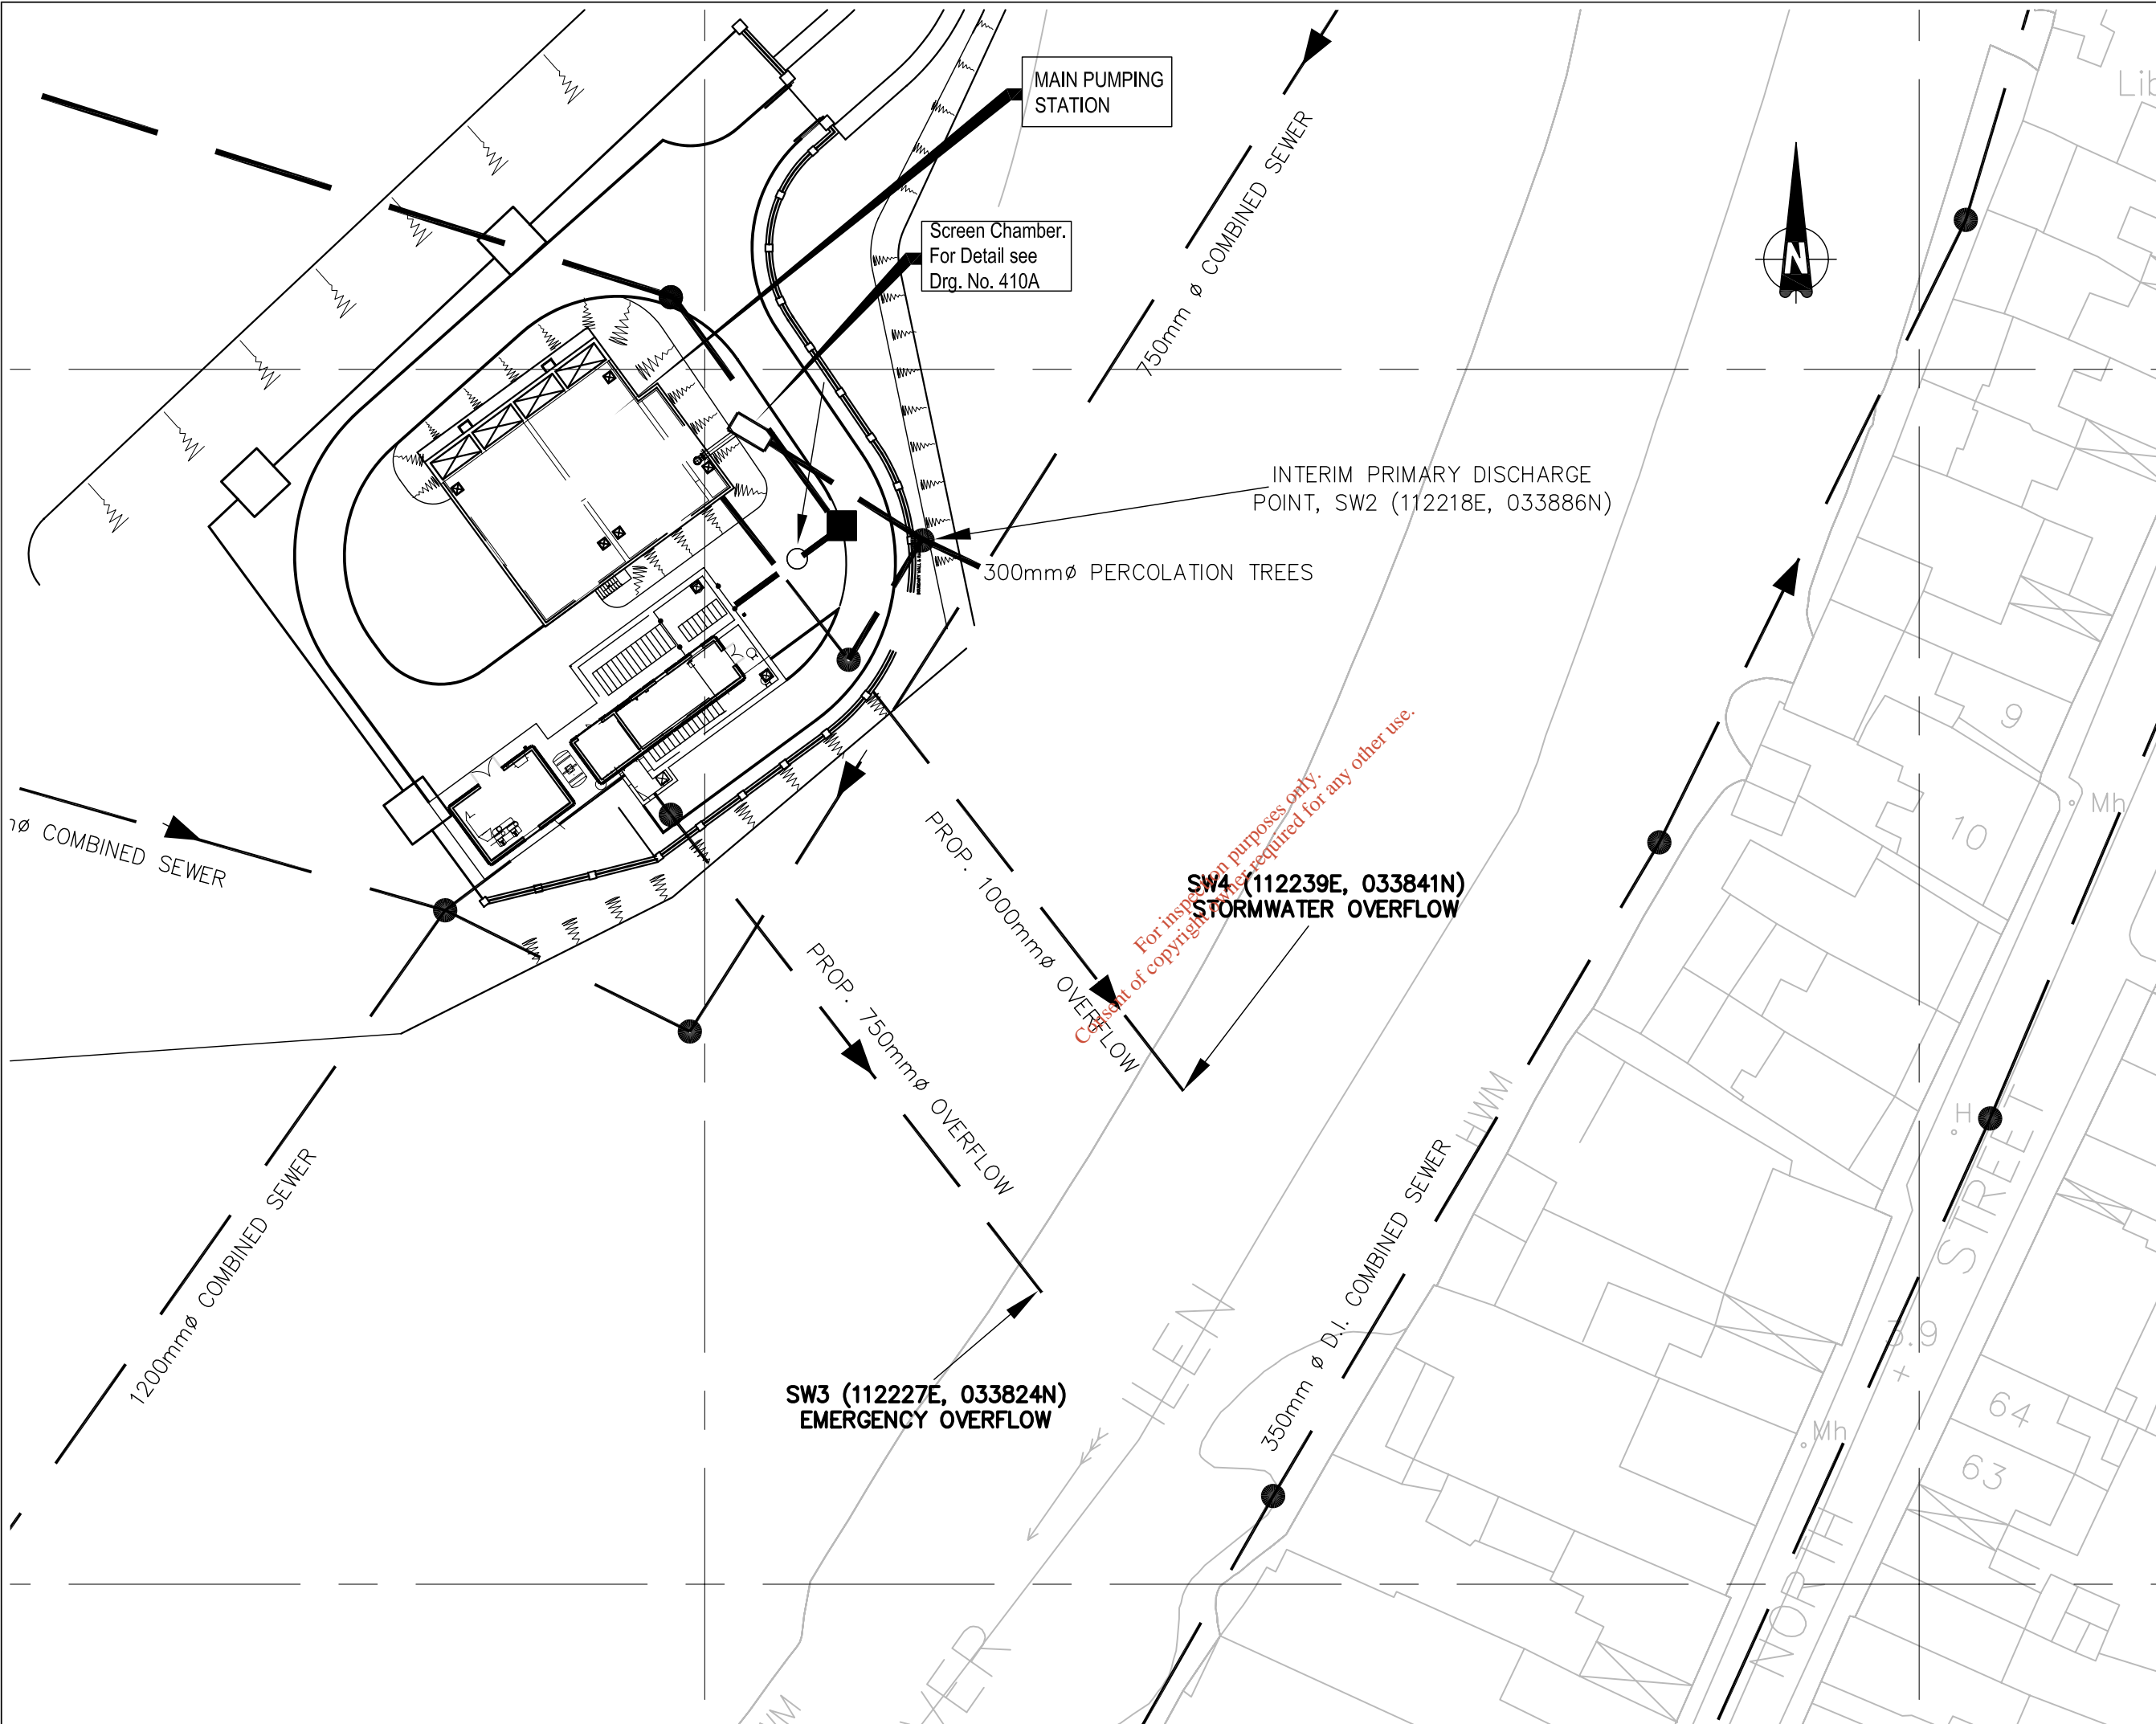 MAIN PUMPING
STATION
Screen Chamber.
For Detail see
Drg. No. 410A
750mm ø COMBINED SEWER
N
INTERIM PRIMARY DISCHARGE
POINT, SW2 (112218E, 033886N)
300mmø PERCOLATION TREES
ø COMBINED SEWER
PROP. 1000mmø OVERFLOW
PROP. 750mmø OVERFLOW
SW4 (112239E, 033841N)
STORMWATER OVERFLOW
For inspection purposes only.
Consent of copyright owner required for any other use.
1200mmø COMBINED SEWER
SW3 (112227E, 033824N)
EMERGENCY OVERFLOW
350mm ø D.I. COMBINED SEWER
HWM
ILEN
9
10
Mh
H
NORTH STREET
3.9
Mh
64
63